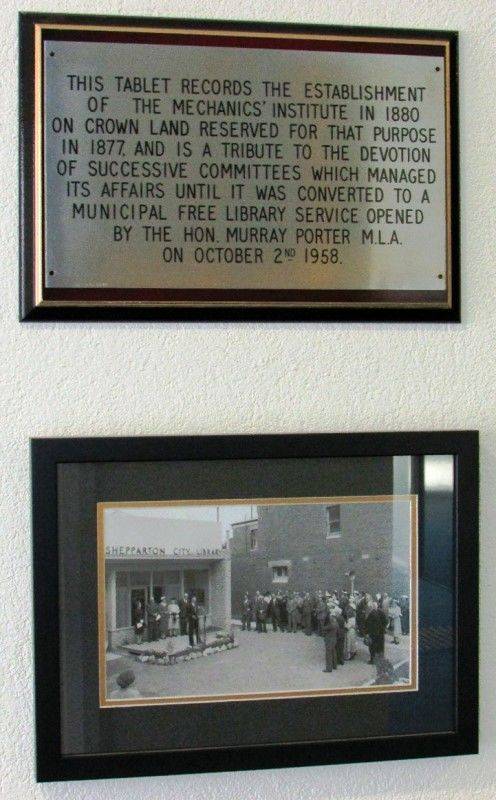 THIS TABLET RECORDS THE ESTABLISHMENT
OF THE MECHANICS' INSTITUTE IN 1880
ON CROWN LAND RESERVED FOR THAT PURPOSE
IN 1877, AND IS A TRIBUTE TO THE DEVOTION
OF SUCCESSIVE COMMITTEES WHICH MANAGED
ITS AFFAIRS UNTIL IT WAS CONVERTED TO A
MUNICIPAL FREE LIBRARY SERVICE OPENED
BY THE HON. MURRAY PORTER M.L.A.
ON OCTOBER 2ND 1958.
SHEPPARTON CITY LIBRARY